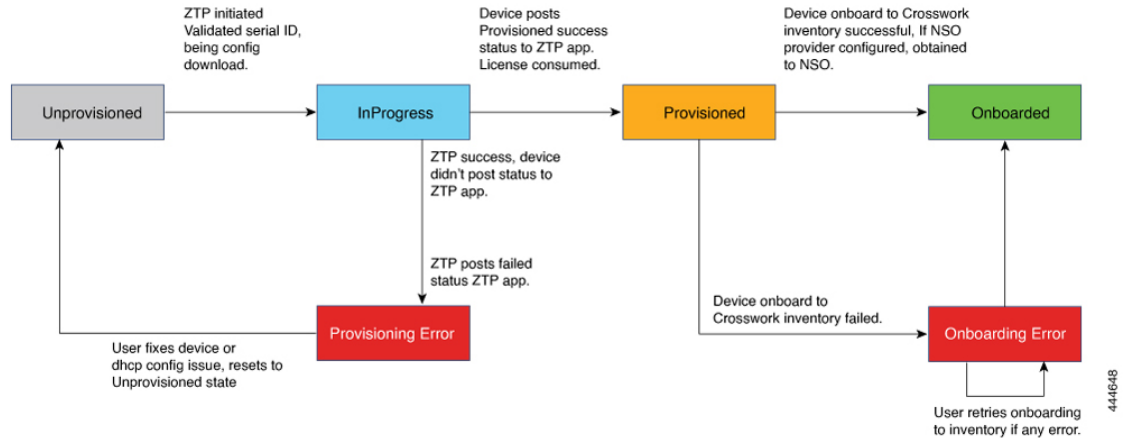 ZTP initiated
Validated serial ID,
being config
download.
Device posts
Provisioned success
status to ZTP app.
License consumed.
Device onboard to Crosswork
inventory successful, If NSO
provider configured, obtained
to NSO.
Unprovisioned
InProgress
Provisioned
Onboarded
ZTP success, device
didn't post status to
ZTP app.
ZTP posts failed
status ZTP app.
Device onboard to
Crosswork inventory failed.
Provisioning Error
Onboarding Error
User fixes device or
dhcp config issue, resets to
Unprovisioned state
User retries onboarding
to inventory if any error.
444648